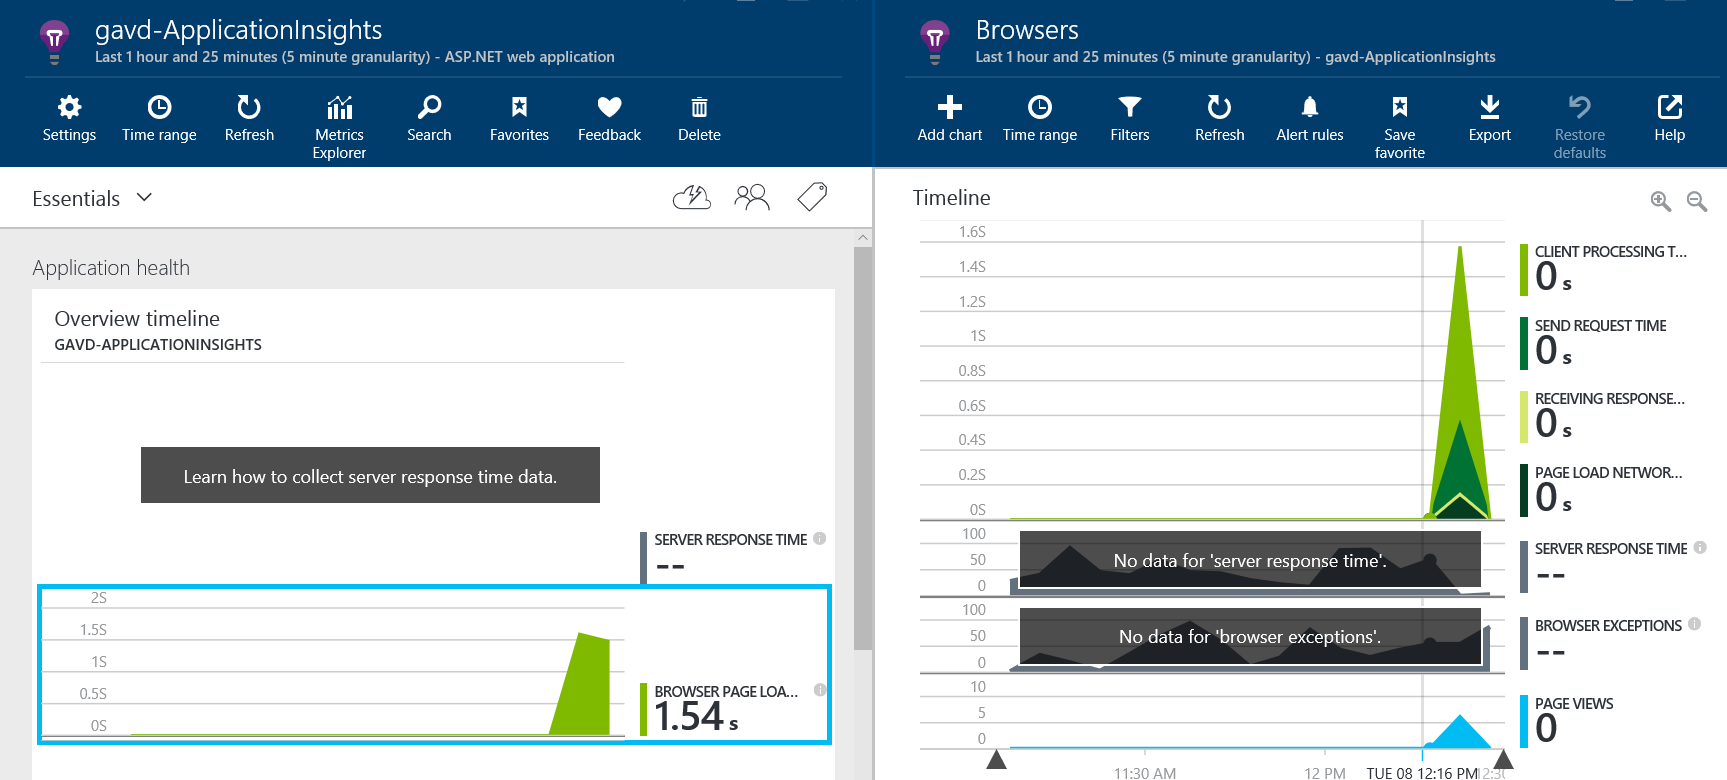 gavd-ApplicationInsights
Last 1 hour and 25 minutes (5 minute granularity) - ASP.NET web application
Settings
Time range
Refresh
Metrics
Explorer
Search
Favorites
Feedback
Delete
Essentials
Application health
Overview timeline
GAVD-APPLICATIONINSIGHTS
Learn how to collect server response time data.
SERVER RESPONSE TIME
--
2S
1.5S
1S
0.5S
0S
BROWSER PAGE LOA...
1.54 s
Browsers
Last 1 hour and 25 minutes (5 minute granularity) - gavd-ApplicationInsights
Add chart
Time range
Filters
Refresh
Alert rules
Save
favorite
Export
Restore
defaults
Help
Timeline
1.6S
1.4S
1.2S
1S
0.8S
0.6S
0.4S
0.2S
0S
CLIENT PROCESSING T...
0 s
SEND REQUEST TIME
0 s
RECEIVING RESPONSE...
0 s
PAGE LOAD NETWOR...
0 s
100
50
0
No data for 'server response time'.
SERVER RESPONSE TIME
--
100
50
0
No data for 'browser exceptions'.
BROWSER EXCEPTIONS
--
10
5
0
PAGE VIEWS
0
11:30 AM
12 PM
TUE 08 12:16 PM